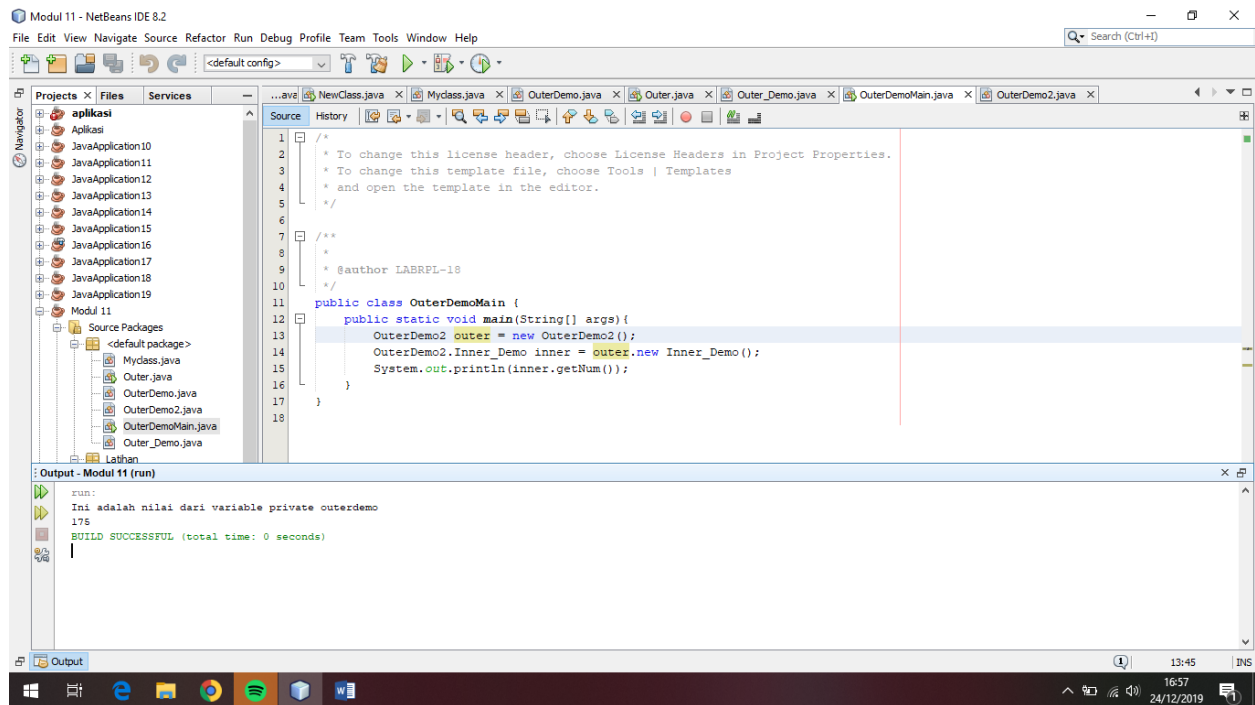 Modul 11 - NetBeans IDE 8.2
File Edit View Navigate Source Refactor Run Debug Profile Team Tools Window Help
Search (Ctrl+I)
<default config>
Projects Files Services
...ava NewClass.java Myclass.java OuterDemo.java Outer.java Outer_Demo.java OuterDemoMain.java OuterDemo2.java
Navigator
aplikasi
Aplikasi
JavaApplication10
JavaApplication11
JavaApplication12
JavaApplication13
JavaApplication14
JavaApplication15
JavaApplication16
JavaApplication17
JavaApplication18
JavaApplication19
Modul 11
Source Packages
<default package>
Myclass.java
Outer.java
OuterDemo.java
OuterDemo2.java
OuterDemoMain.java
Outer_Demo.java
Latihan
Source History
1 /*
2 * To change this license header, choose License Headers in Project Properties.
3 * To change this template file, choose Tools | Templates
4 * and open the template in the editor.
5 */
6
7 /**
8 *
9 * @author LABRPL-18
10 */
11 public class OuterDemoMain {
12 public static void main(String[] args){
13 OuterDemo2 outer = new OuterDemo2();
14 OuterDemo2.Inner_Demo inner = outer.new Inner_Demo();
15 System.out.println(inner.getNum());
16 }
17 }
18
Output - Modul 11 (run)
run:
Ini adalah nilai dari variable private outerdemo
175
BUILD SUCCESSFUL (total time: 0 seconds)
Output
1
13:45
INS
16:57
24/12/2019
1